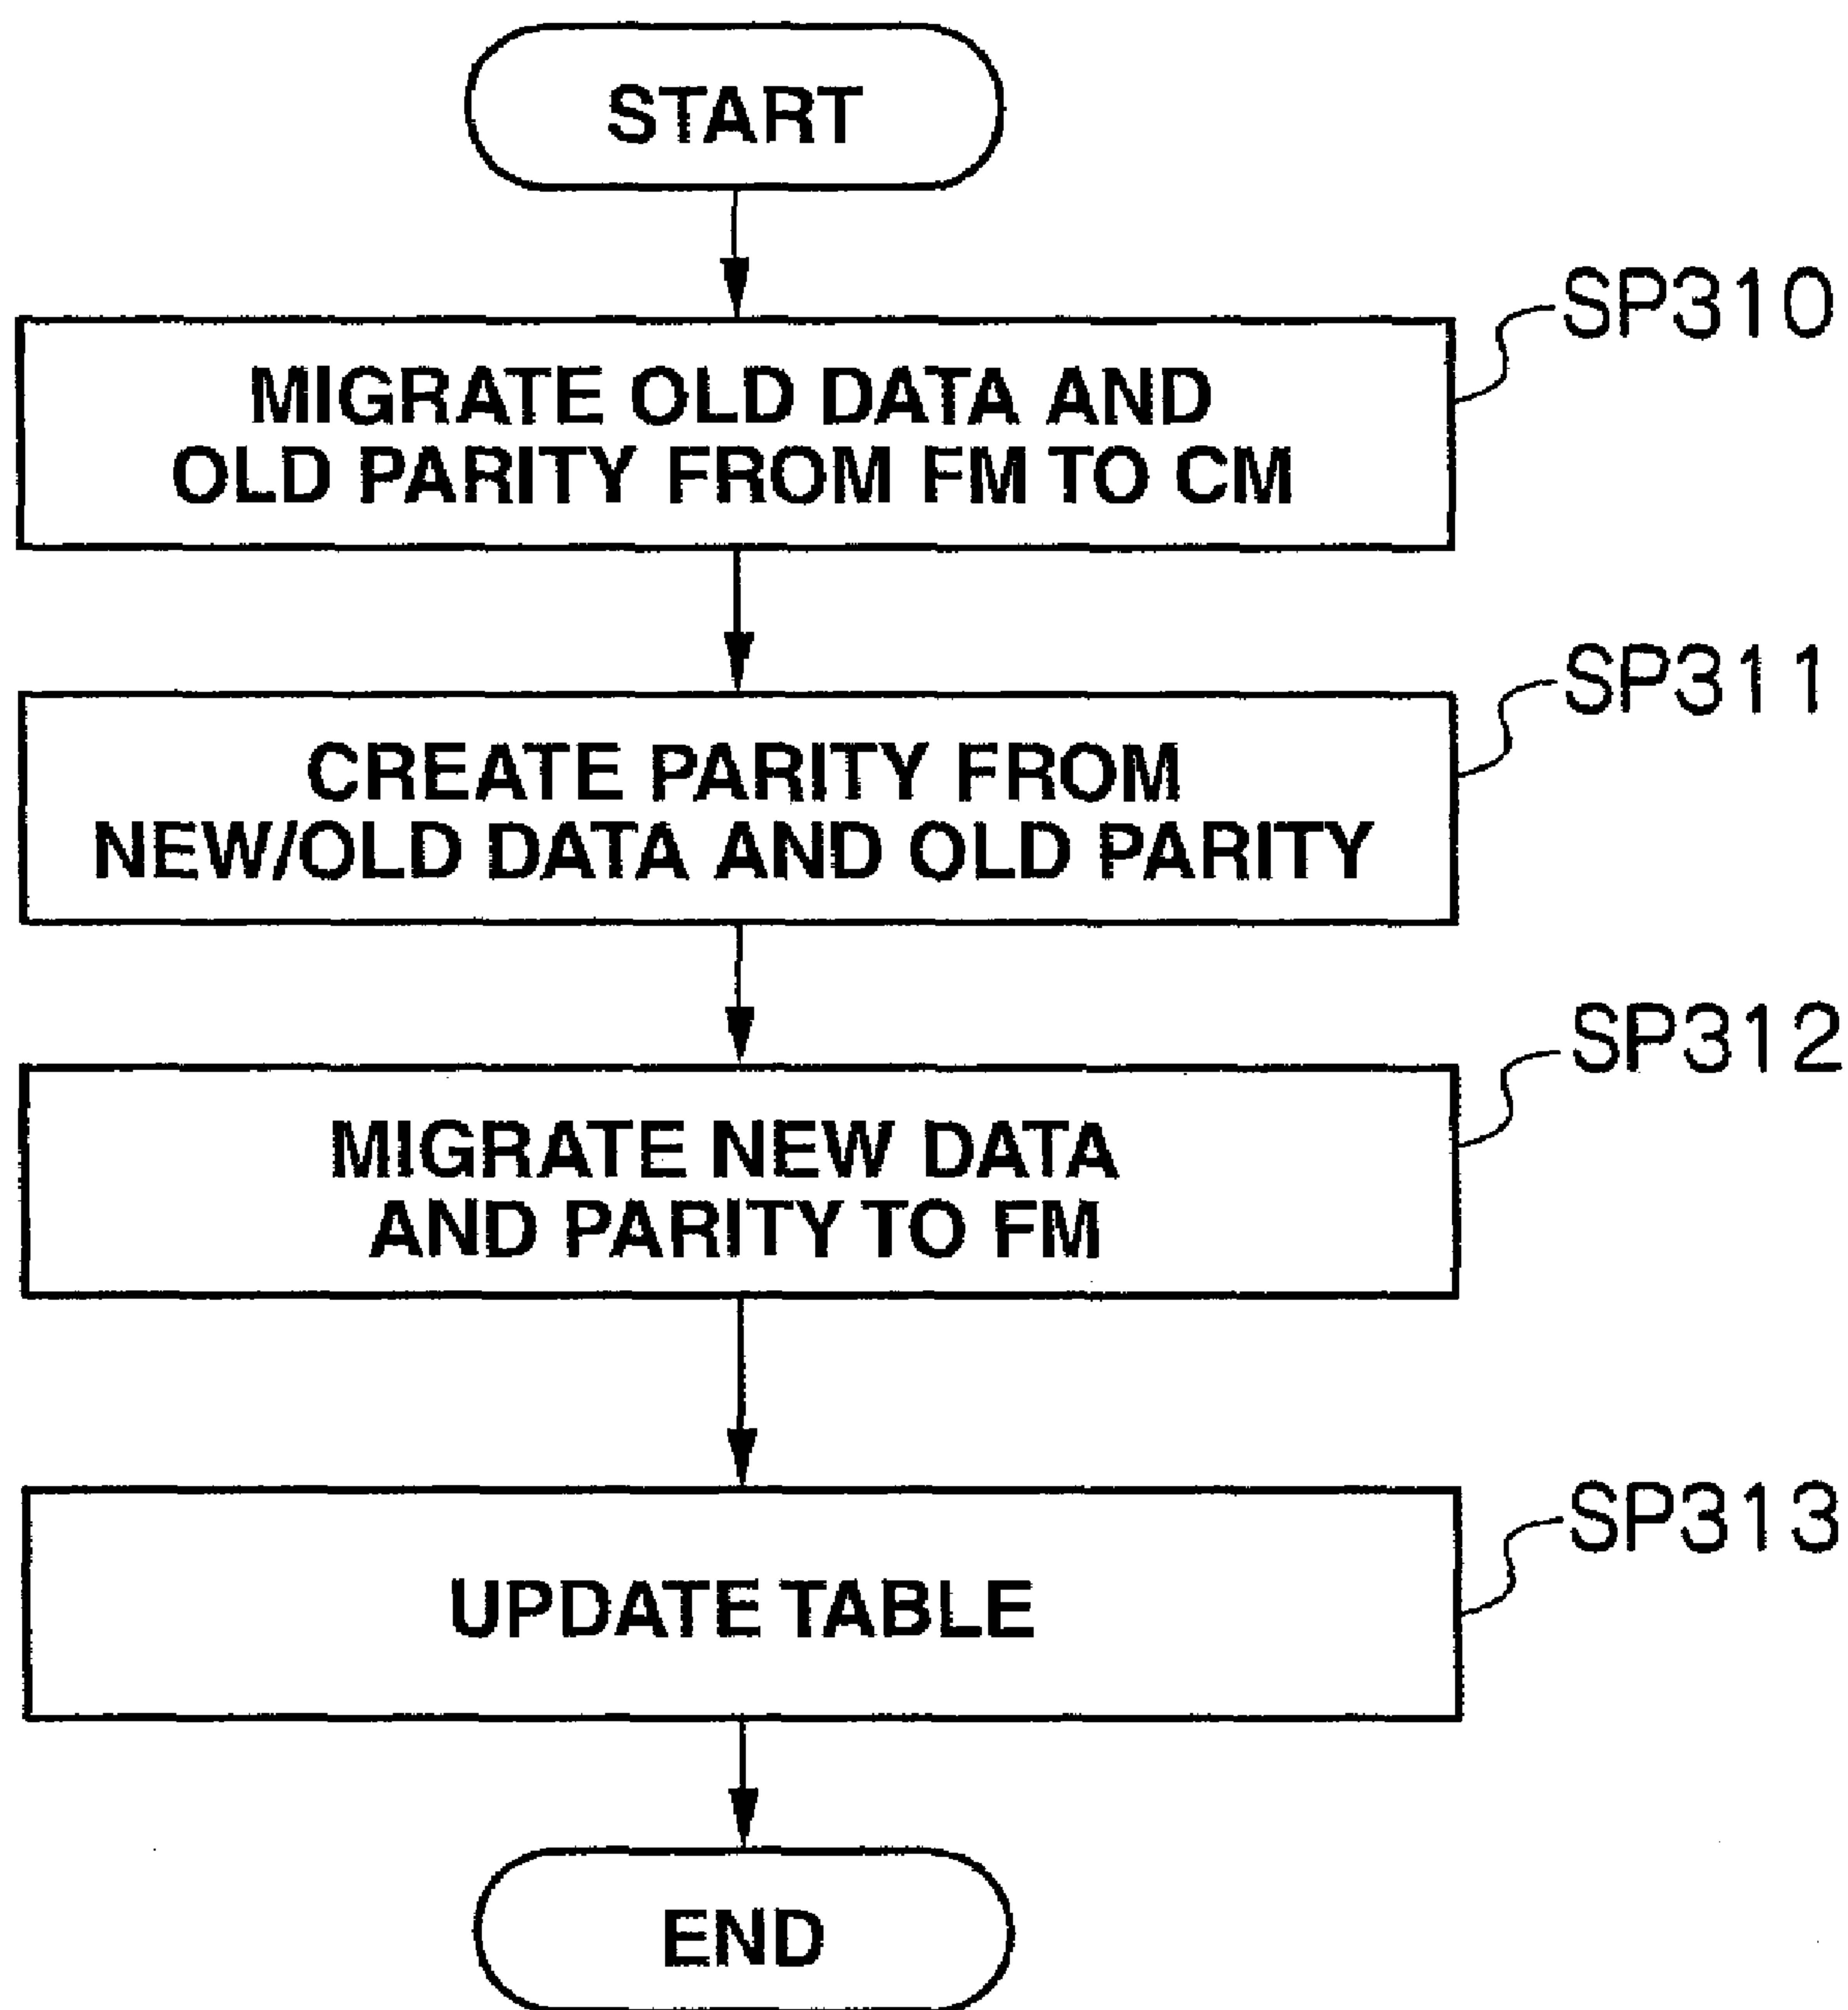 START
SP310
MIGRATE OLD DATA AND
OLD PARITY FROM FM TO CM
SP311
CREATE PARITY FROM
NEW/OLD DATA AND OLD PARITY
SP312
MIGRATE NEW DATA
AND PARITY TO FM
SP313
UPDATE TABLE
END